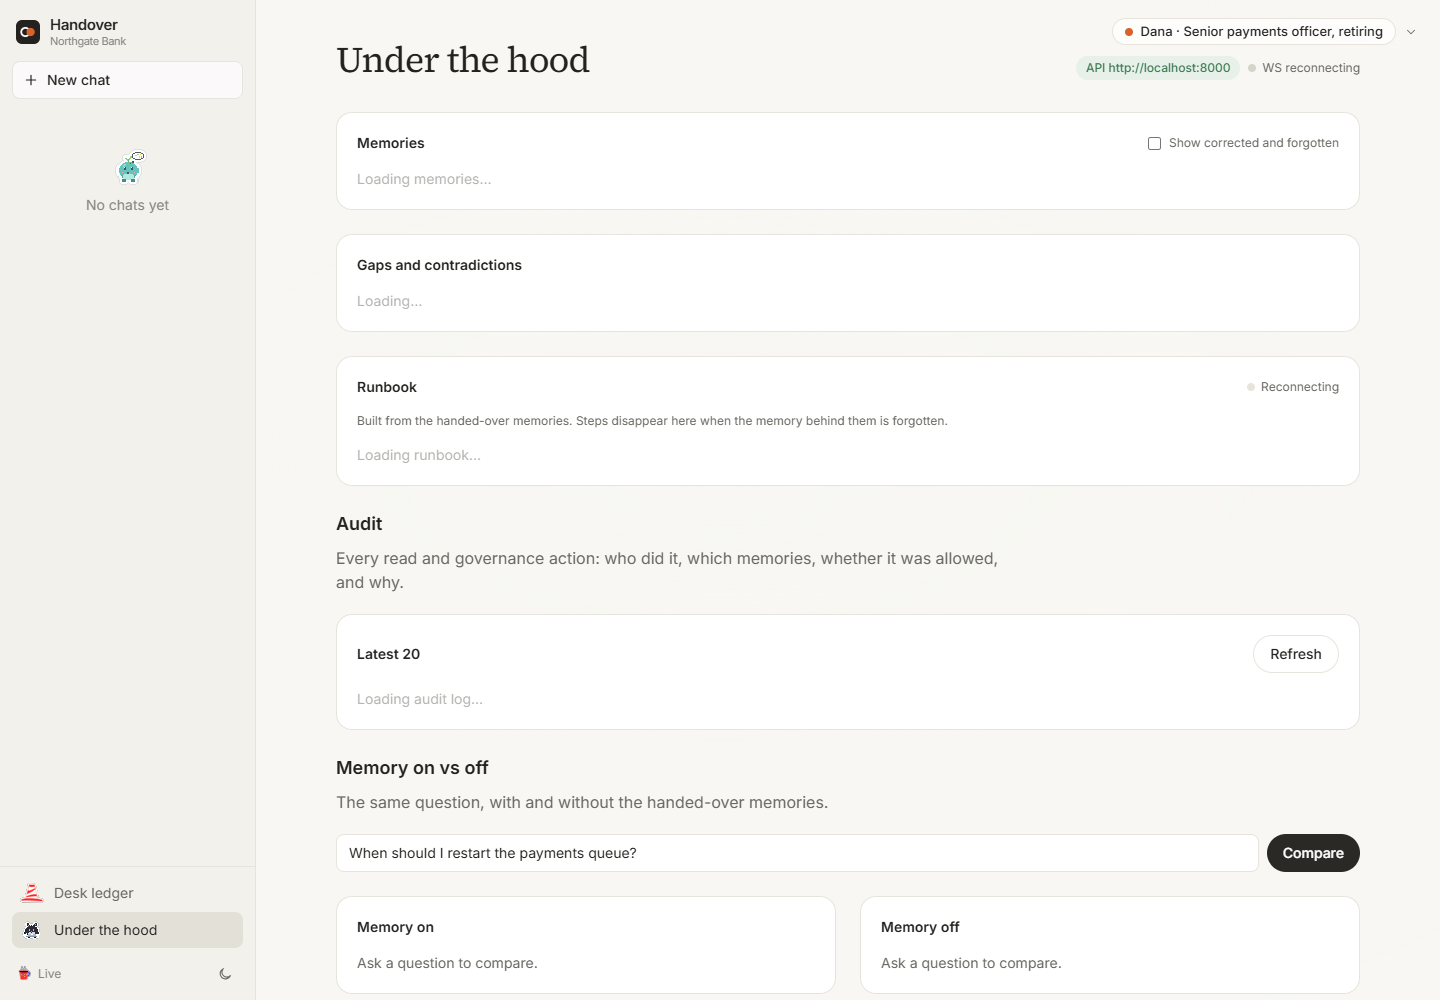 Handover
Northgate Bank
New chat
No chats yet
Desk ledger
Under the hood
Live
Dana · Senior payments officer, retiring
Under the hood
API http://localhost:8000
WS reconnecting
Memories
Show corrected and forgotten
Loading memories...
Gaps and contradictions
Loading...
Runbook
Reconnecting
Built from the handed-over memories. Steps disappear here when the memory behind them is forgotten.
Loading runbook...
Audit
Every read and governance action: who did it, which memories, whether it was allowed,
and why.
Latest 20
Refresh
Loading audit log...
Memory on vs off
The same question, with and without the handed-over memories.
When should I restart the payments queue?
Compare
Memory on
Ask a question to compare.
Memory off
Ask a question to compare.